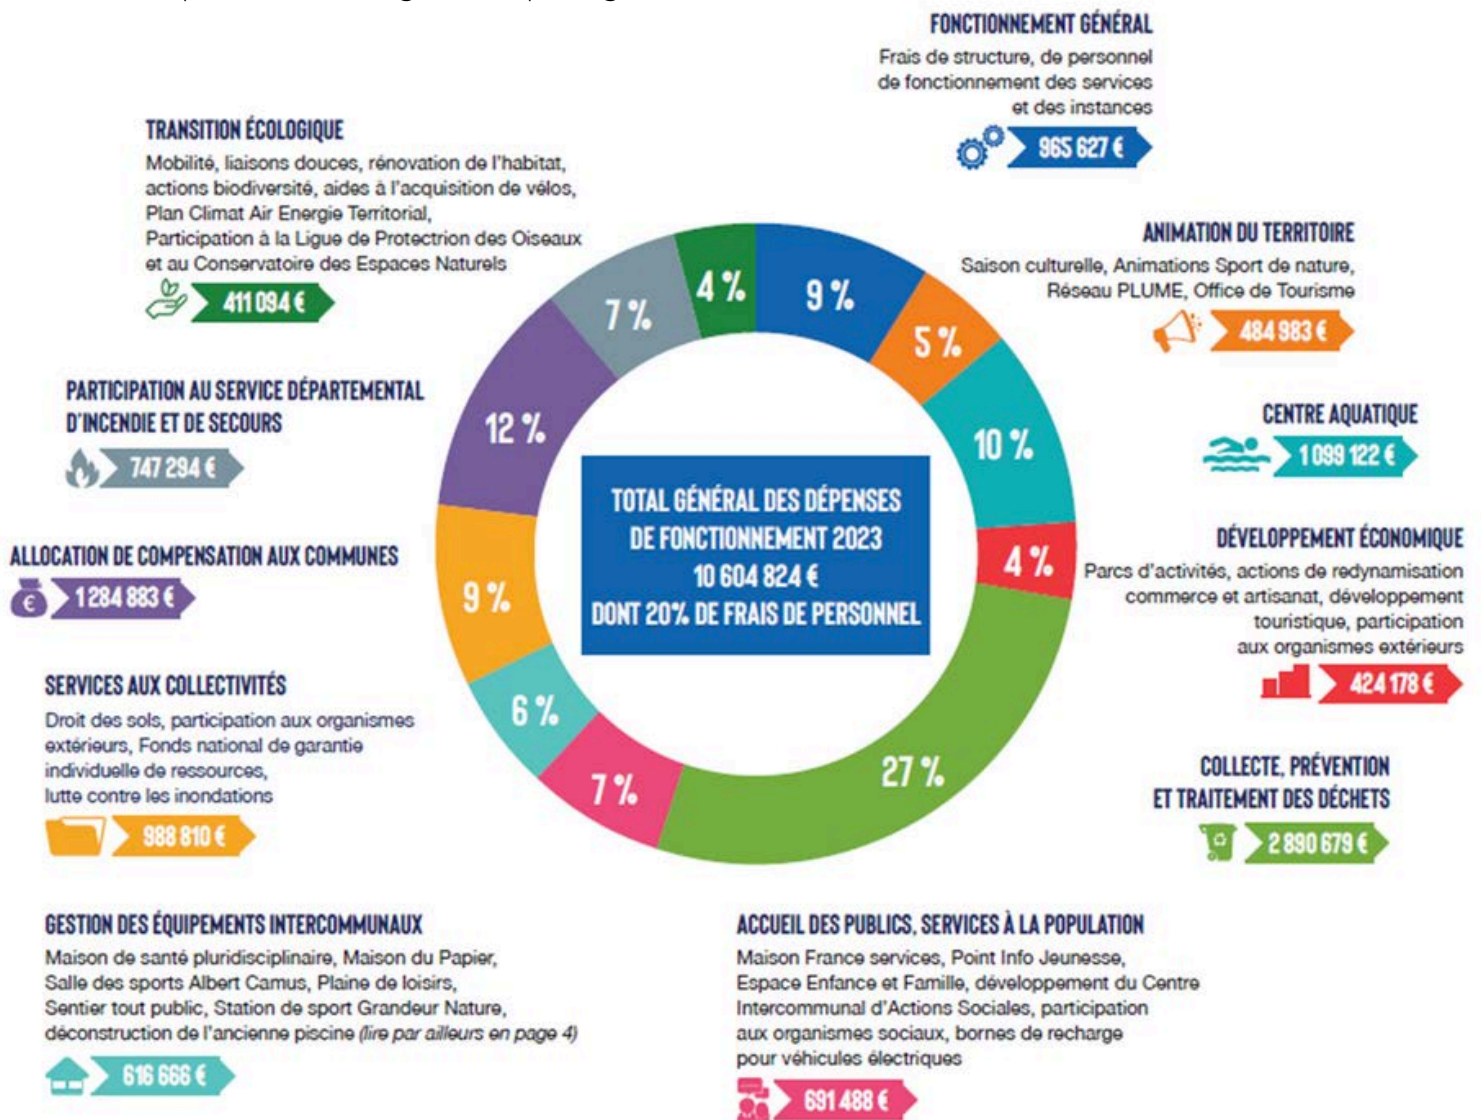 FONCTIONNEMENT GÉNÉRAL
Frais de structure, de personnel
de fonctionnement des services
et des instances
965 627 €
TRANSITION ÉCOLOGIQUE
Mobilité, liaisons douces, rénovation de l'habitat,
actions biodiversité, aides à l'acquisition de vélos,
Plan Climat Air Energie Territorial,
Participation à la Ligue de Protectrion des Oiseaux
et au Conservatoire des Espaces Naturels
411 094 €
ANIMATION DU TERRITOIRE
Saison culturelle, Animations Sport de nature,
Réseau PLUME, Office de Tourisme
484 983 €
PARTICIPATION AU SERVICE DÉPARTEMENTAL
D'INCENDIE ET DE SECOURS
747 294 €
CENTRE AQUATIQUE
1 099 122 €
ALLOCATION DE COMPENSATION AUX COMMUNES
1 284 883 €
DÉVELOPPEMENT ÉCONOMIQUE
Parcs d'activités, actions de redynamisation
commerce et artisanat, développement
touristique, participation
aux organismes extérieurs
424 178 €
4 %
9 %
7 %
5 %
12 %
10 %
4 %
9 %
6 %
27 %
7 %
TOTAL GÉNÉRAL DES DÉPENSES
DE FONCTIONNEMENT 2023
10 604 824 €
DONT 20% DE FRAIS DE PERSONNEL
SERVICES AUX COLLECTIVITÉS
Droit des sols, participation aux organismes
extérieurs, Fonds national de garantie
individuelle de ressources,
lutte contre les inondations
988 810 €
COLLECTE, PRÉVENTION
ET TRAITEMENT DES DÉCHETS
2 890 679 €
GESTION DES ÉQUIPEMENTS INTERCOMMUNAUX
Maison de santé pluridisciplinaire, Maison du Papier,
Salle des sports Albert Camus, Plaine de loisirs,
Sentier tout public, Station de sport Grandeur Nature,
déconstruction de l'ancienne piscine (lire par ailleurs en page 4)
616 666 €
ACCUEIL DES PUBLICS, SERVICES À LA POPULATION
Maison France services, Point Info Jeunesse,
Espace Enfance et Famille, développement du Centre
Intercommunal d'Actions Sociales, participation
aux organismes sociaux, bornes de recharge
pour véhicules électriques
691 488 €